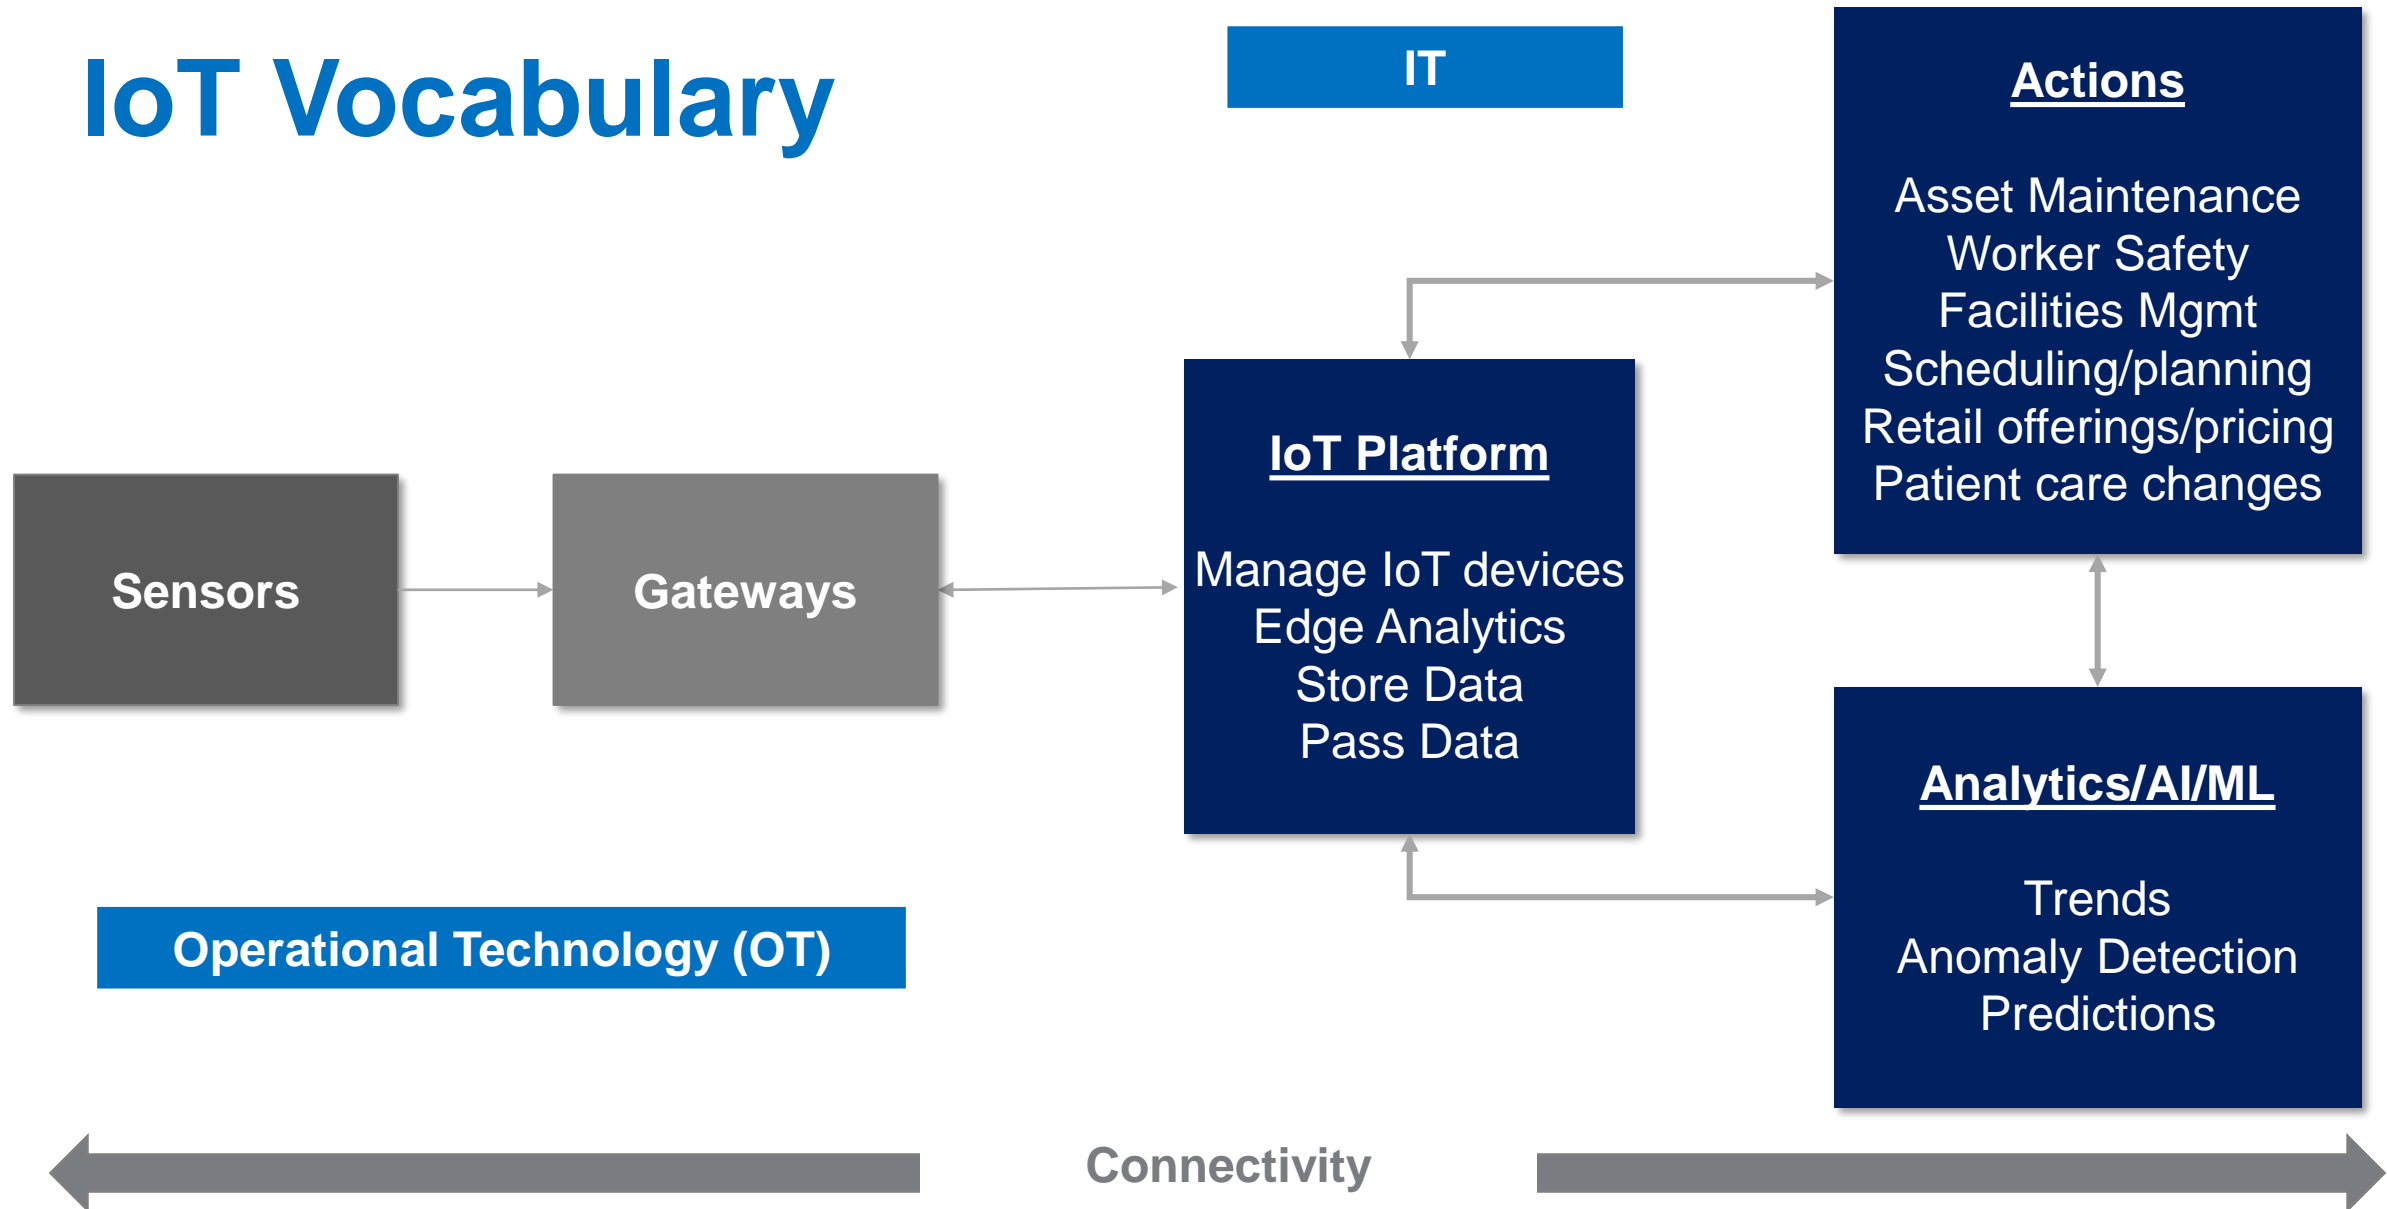 IoT Vocabulary
IT
Actions
Asset Maintenance
Worker Safety
Facilities Mgmt
Scheduling/planning
Retail offerings/pricing
Patient care changes
IoT Platform
Manage IoT devices
Edge Analytics
Store Data
Pass Data
Sensors
Gateways
Analytics/AI/ML
Trends
Anomaly Detection
Predictions
Operational Technology (OT)
Connectivity